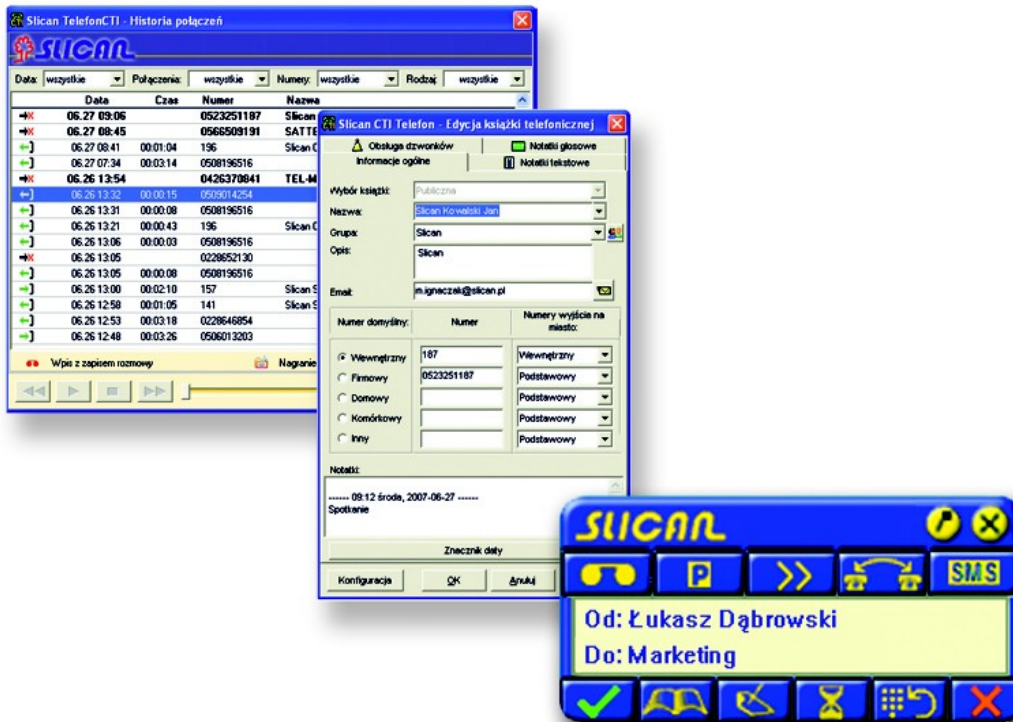 Slican TelefonCTI - Historia połączeń
SLICAN
Data: wszystkie Połączenia: wszystkie Numery: wszystkie Rodzaj: wszystkie
Data Czas Numer Nazwa
06.27 09:06 0523251187 Slican
06.27 08:45 0566509191 SATTE
06.27 08:41 00:01:04 196 Slican C
06.27 07:34 00:03:14 0508196516
06.26 13:54 0426370841 TEL-M
06.26 13:32 00:00:15 0509014254
06.26 13:31 00:00:08 0508196516
06.26 13:21 00:00:43 196 Slican C
06.26 13:06 00:00:03 0508196516
06.26 13:05 0228652130
06.26 13:05 00:00:08 0508196516
06.26 13:00 00:02:10 157 Slican S
06.26 12:58 00:01:05 141 Slican S
06.26 12:53 00:03:18 0228646854
06.26 12:48 00:03:26 0506013203
Wpis z zapisem rozmowy Nagranie
Slican CTI Telefon - Edycja książki telefonicznej
Obsługa dzwonków Notatki głosowe
Informacje ogólne Notatki tekstowe
Wybór książki: Publiczna
Nazwa: Slican Kowalski Jan
Grupa: Slican
Opis: Slican
Email: m.ignaczak@slican.pl
Numer domyślny: Numer Numery wyjście na
miasto:
Wewnętrzny 187 Wewnętrzny
Firmowy 0523251187 Podstawowy
Domowy Podstawowy
Komórkowy Podstawowy
Inny Podstawowy
Notatki:
------ 09:12 środa, 2007-06-27 ------
Spotkanie
Znacznik daty
Konfiguracja OK Anuluj
SLICAN
P SMS
Od: Łukasz Dąbrowski
Do: Marketing